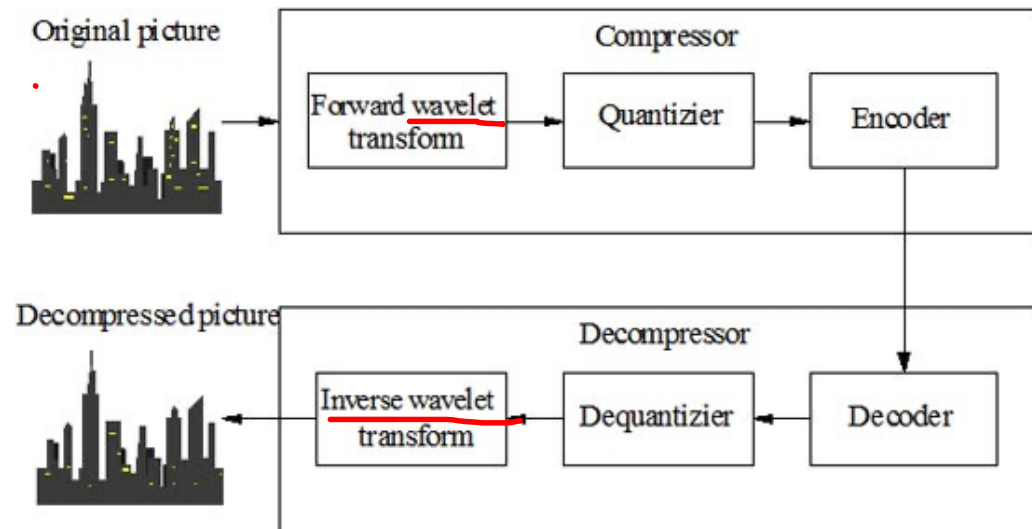 Original picture
Compressor
Forward wavelet
transform
Quantizier
Encoder
Decompressed picture
Decompressor
Inverse wavelet
transform
Dequantizier
Decoder